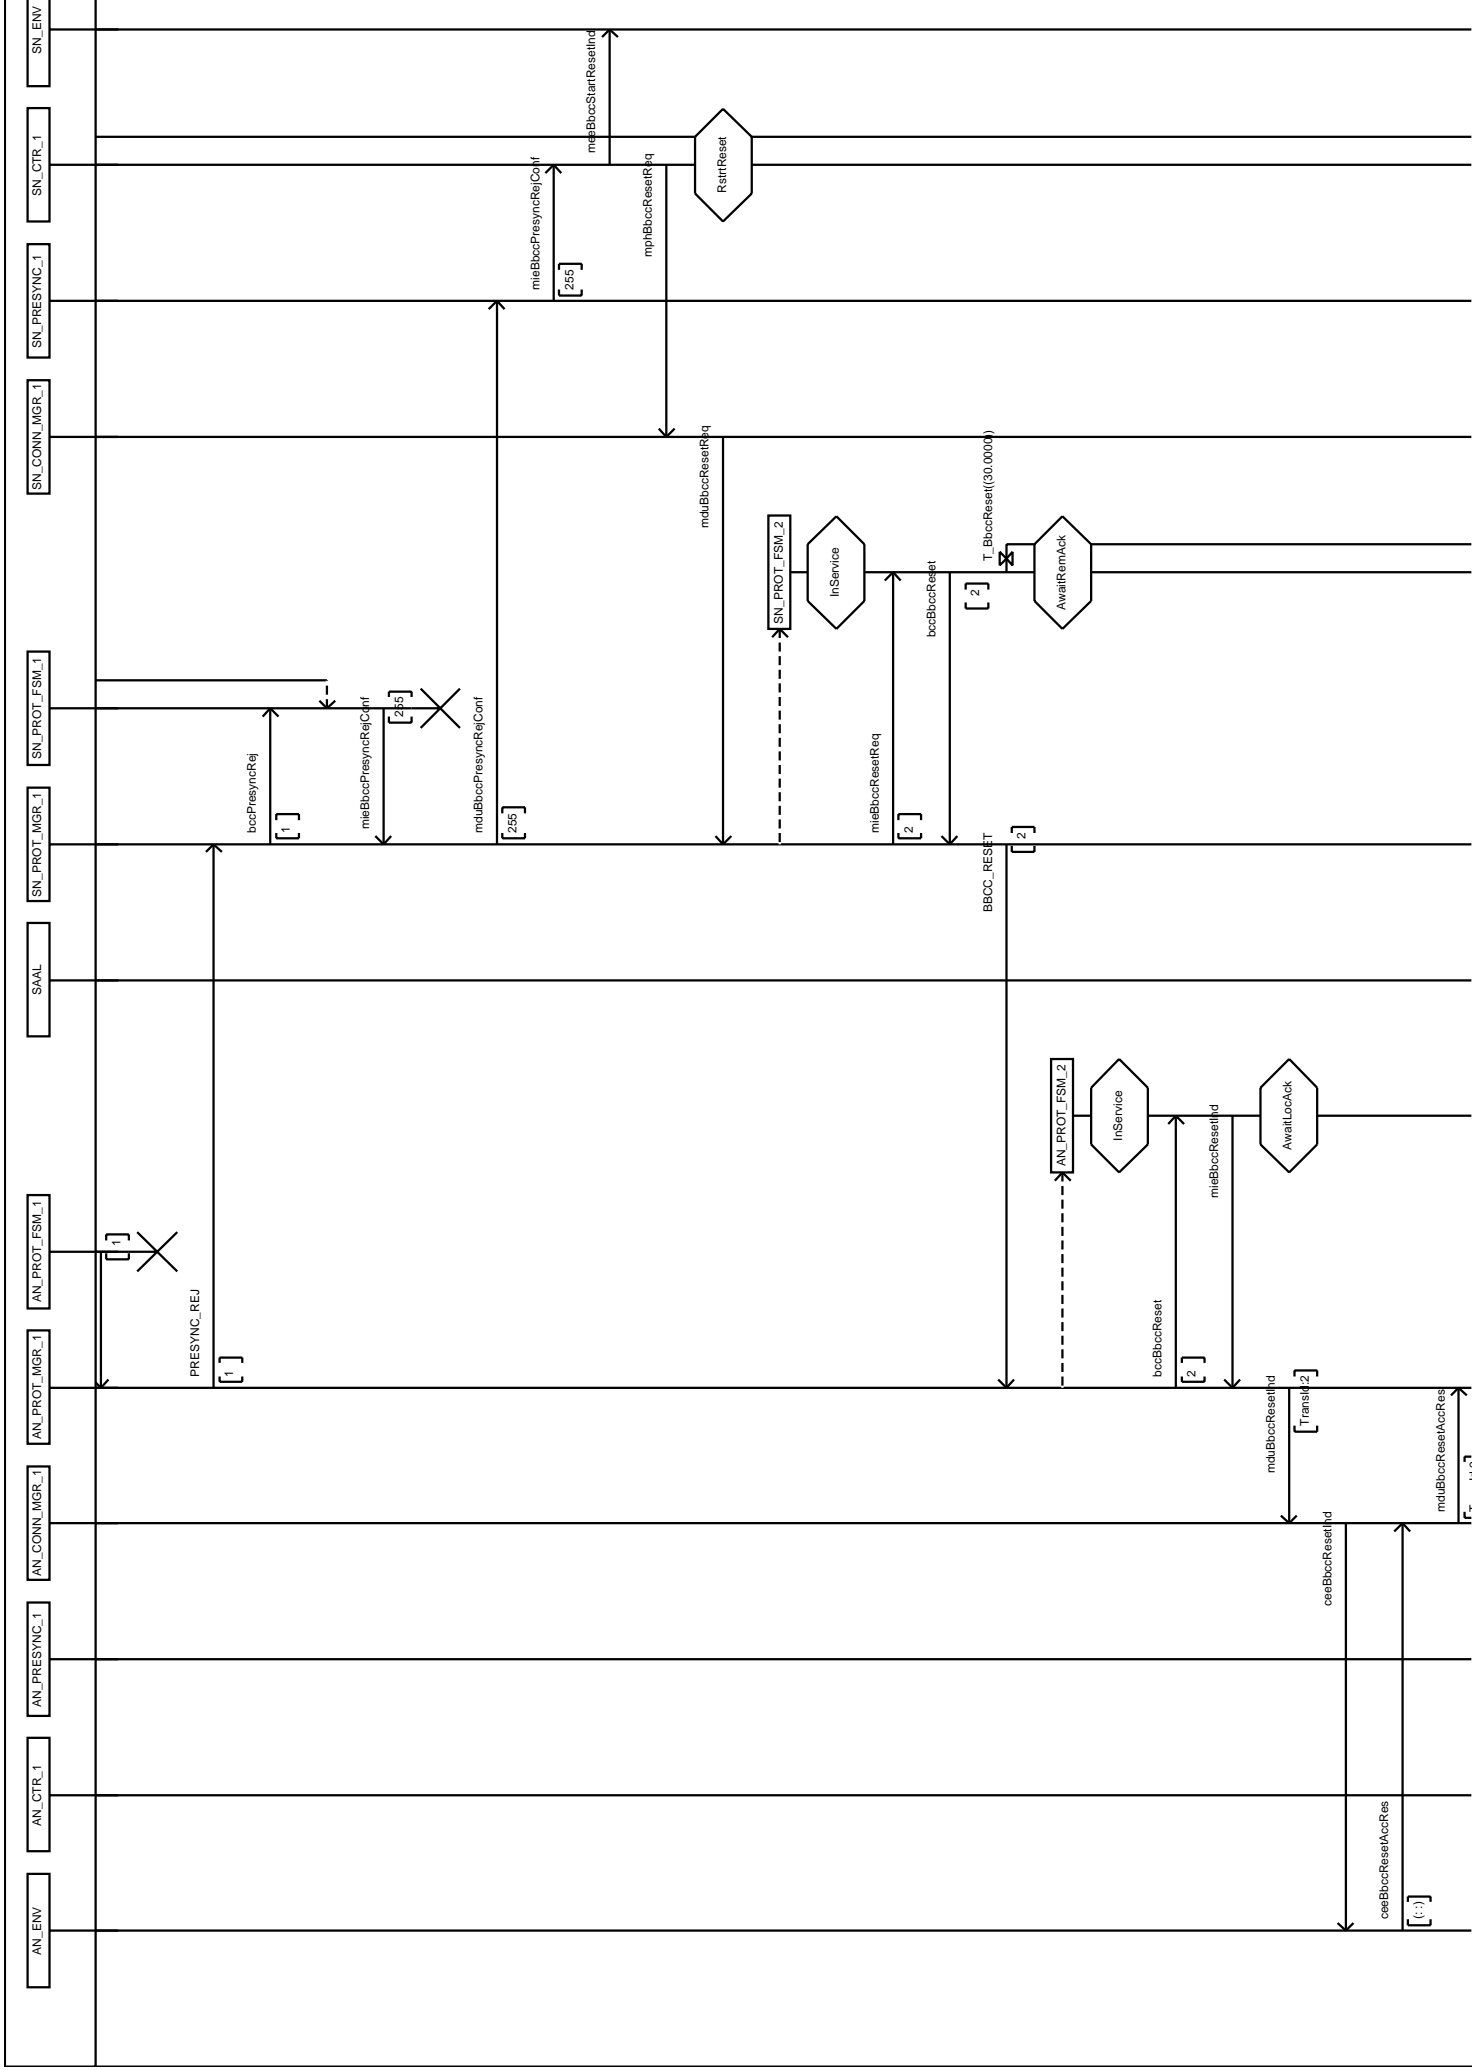 AN_ENV
AN_CTR_1
AN_PRESYNC_1
AN_CONN_MGR_1
AN_PROT_MGR_1
AN_PROT_FSM_1
SAAL
SN_PROT_MGR_1
SN_PROT_FSM_1
SN_CONN_MGR_1
SN_PRESYNC_1
SN_CTR_1
SN_ENV
[ 1 ]
PRESYNC_REJ
[ 1 ]
bccPresyncRej
[ 1 ]
mieBbccPresyncRejConf
[ 255 ]
mduBbccPresyncRejConf
[ 255 ]
mieBbccPresyncRejConf
[ 255 ]
meeBbccStartResetInd
mphBbccResetReq
RstrtReset
mduBbccResetReq
SN_PROT_FSM_2
InService
mieBbccResetReq
[ 2 ]
bccBbccReset
[ 2 ]
T_BbccReset((30.0000))
BBCC_RESET
[ 2 ]
AwaitRemAck
AN_PROT_FSM_2
InService
bccBbccReset
[ 2 ]
mieBbccResetInd
AwaitLocAck
mduBbccResetInd
[TransId:2]
ceeBbccResetInd
ceeBbccResetAccRes
[(: :)]
mduBbccResetAccRes